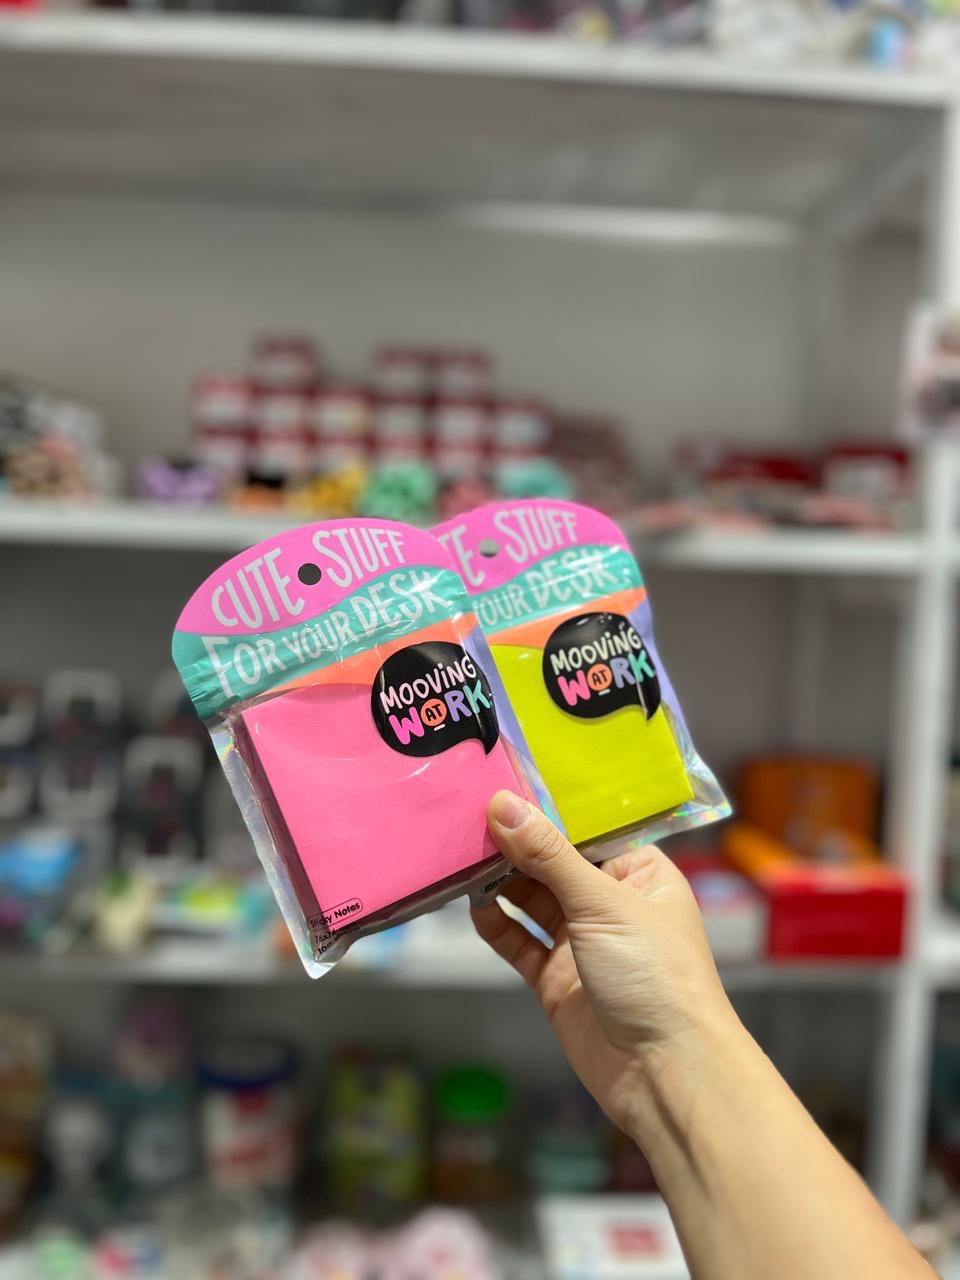 CUTE STUFF
FOR YOUR DESK
MOOVING
AT
WORK
Sticky Notes
STUFF
YOUR DESK
MOOVING
AT
WORK